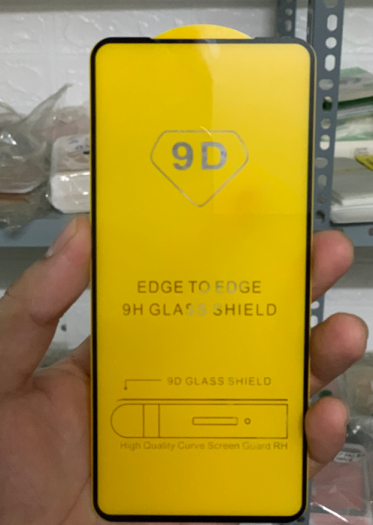 9D
EDGE TO EDGE
9H GLASS SHIELD
9D GLASS SHIELD
High Quality Curve Screen Guard RH